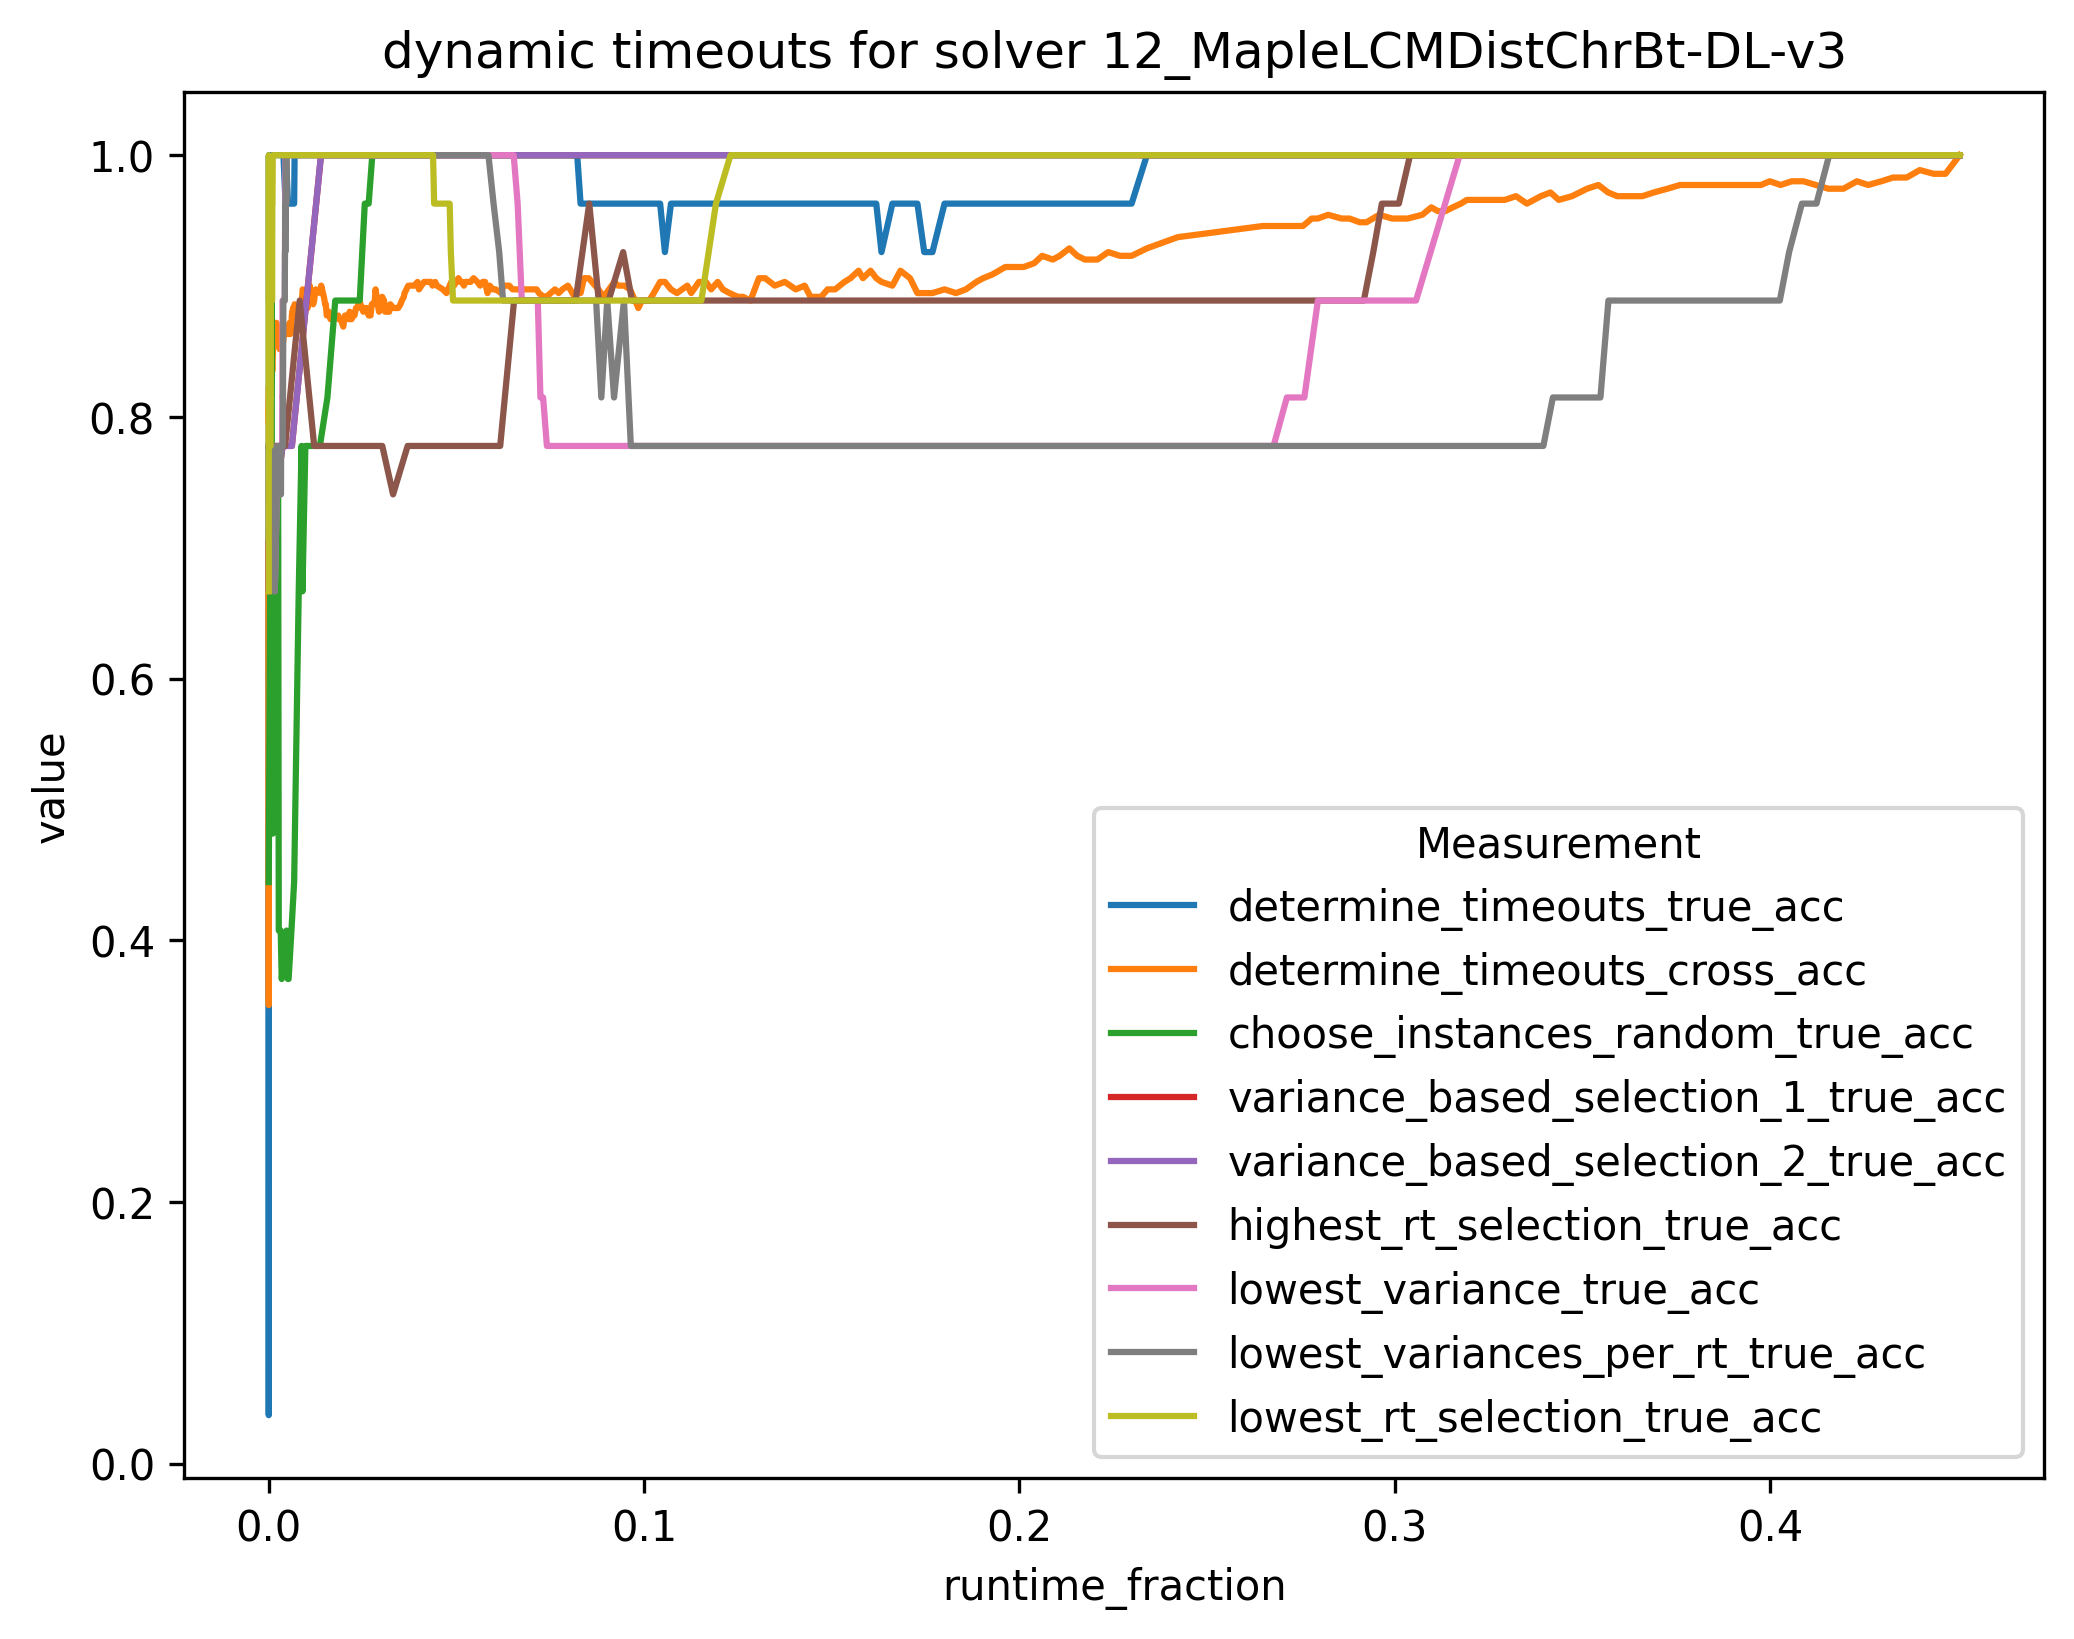 dynamic timeouts for solver 12_MapleLCMDistChrBt-DL-v3
1.0
0.8
0.6
0.4
0.2
0.0
value
0.0 0.1 0.2 0.3 0.4
runtime_fraction
Measurement
determine_timeouts_true_acc
determine_timeouts_cross_acc
choose_instances_random_true_acc
variance_based_selection_1_true_acc
variance_based_selection_2_true_acc
highest_rt_selection_true_acc
lowest_variance_true_acc
lowest_variances_per_rt_true_acc
lowest_rt_selection_true_acc